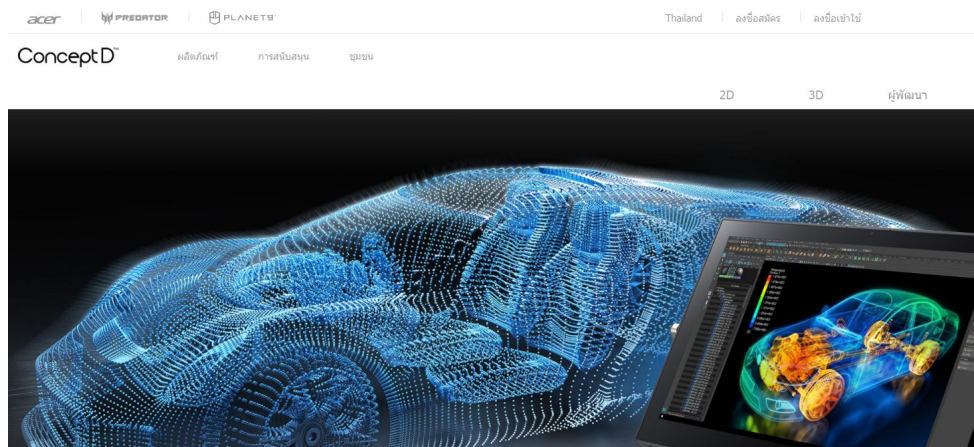 acer PREDATOR PLANET9 Thailand ลงชื่อสมัคร ลงชื่อเข้าใช้
ConceptD™ ผลิตภัณฑ์ การสนับสนุน ชุมชน
2D 3D ผู้พัฒนา